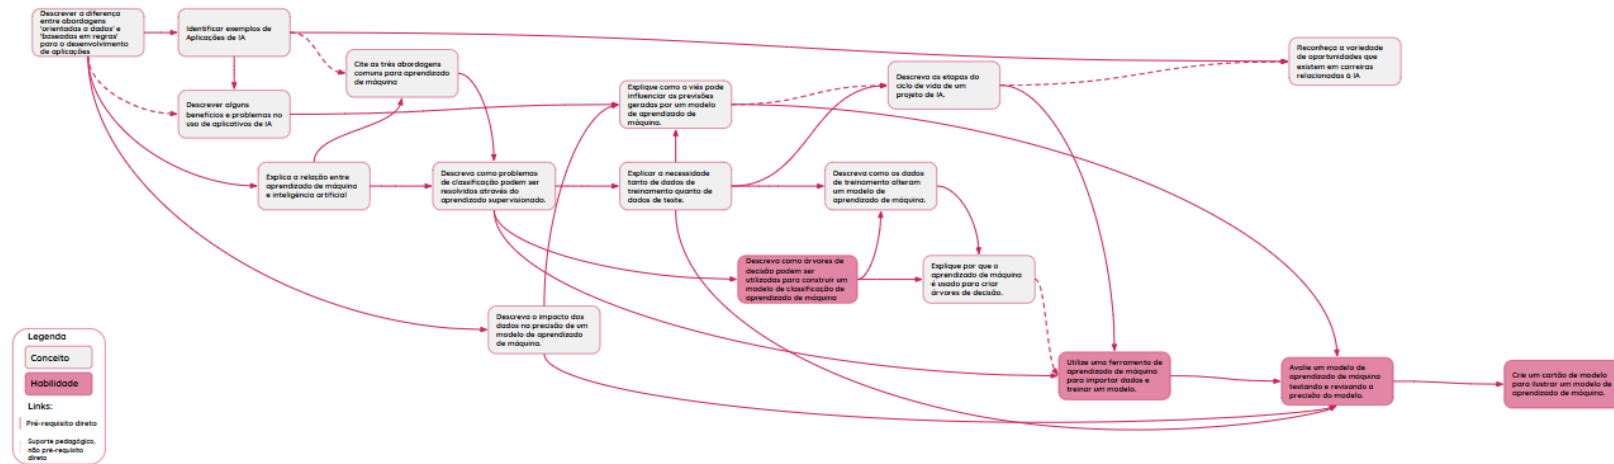 Descrever a diferença
entre abordagens
'orientadas a dados' e
'baseadas em regras'
para o desenvolvimento
de aplicações
Identificar exemplos de
Aplicações de IA
Cite as três abordagens
comuns para aprendizado
de máquina
Descrever alguns
benefícios e problemas no
uso de aplicativos de IA
Explique como o viés pode
influenciar as previsões
geradas por um modelo
de aprendizado de
máquina.
Descreva as etapas do
ciclo de vida de um
projeto de IA.
Reconheça a variedade
de oportunidades que
existem em carreiras
relacionadas à IA
Explica a relação entre
aprendizado de máquina
e inteligência artificial
Descreva como problemas
de classificação podem ser
resolvidos através do
aprendizado supervisionado.
Explicar a necessidade
tanto de dados de
treinamento quanto de
dados de teste.
Descreva como os dados
de treinamento alteram
um modelo de
aprendizado de máquina.
Descreva como árvores de
decisão podem ser
utilizadas para construir um
modelo de classificação de
aprendizado de máquina
Explique por que o
aprendizado de máquina
é usado para criar
árvores de decisão.
Descreva o impacto dos
dados na precisão de um
modelo de aprendizado
de máquina.
Utilize uma ferramenta de
aprendizado de máquina
para importar dados e
treinar um modelo.
Avalie um modelo de
aprendizado de máquina
testando e revisando a
precisão do modelo.
Crie um cartão de modelo
para ilustrar um modelo de
aprendizado de máquina.
Legenda
Conceito
Habilidade
Links:
Pré-requisito direto
Suporte pedagógico,
não pré-requisito
direto